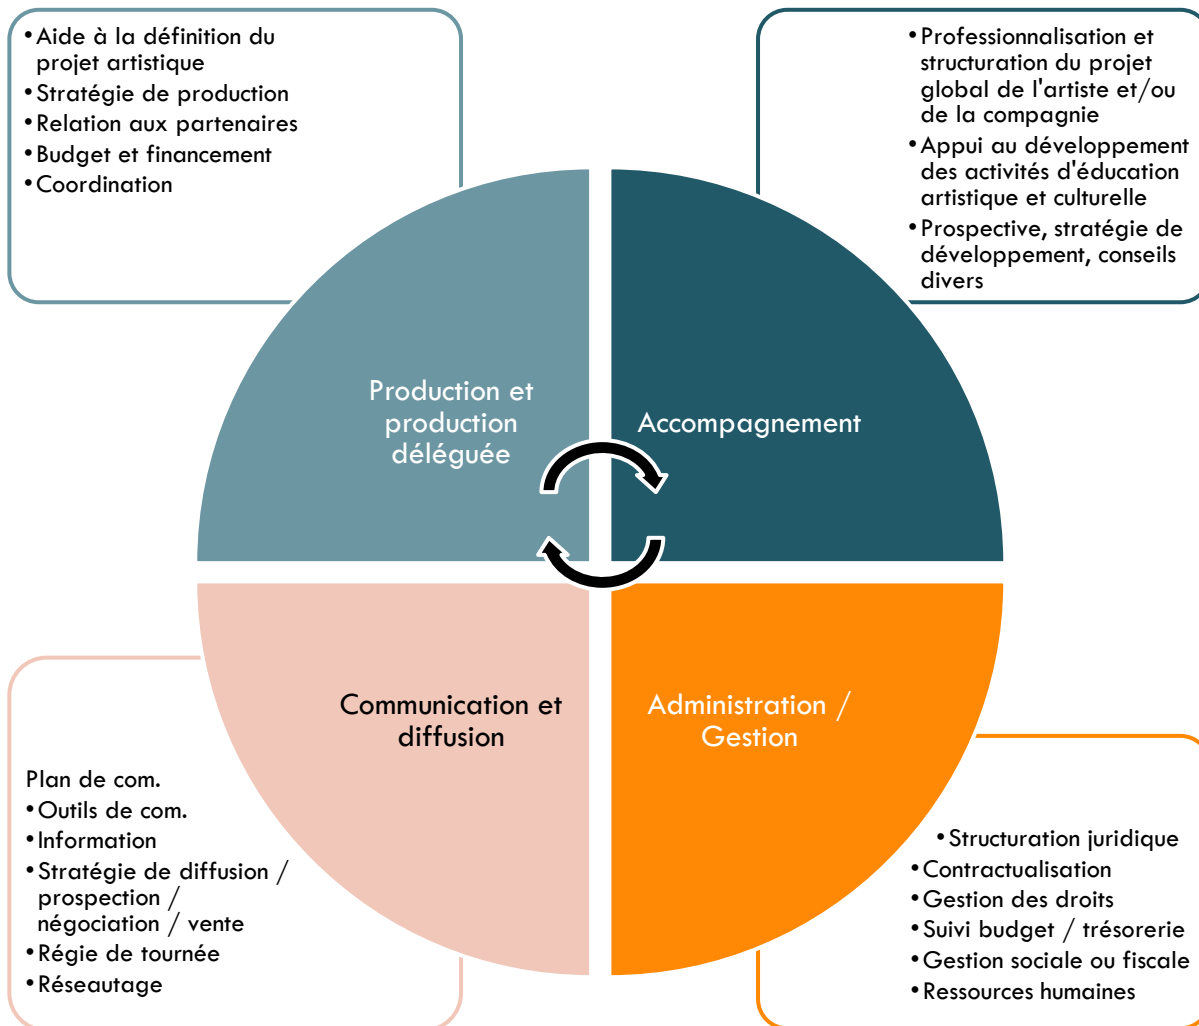 •Aide à la définition du
projet artistique
•Stratégie de production
•Relation aux partenaires
•Budget et financement
•Coordination
•Professionnalisation et
structuration du projet
global de l'artiste et/ou
de la compagnie
•Appui au développement
des activités d'éducation
artistique et culturelle
•Prospective, stratégie de
développement, conseils
divers
Production et
production
déléguée
Accompagnement
Communication et
diffusion
Administration /
Gestion
Plan de com.
•Outils de com.
•Information
•Stratégie de diffusion /
prospection /
négociation / vente
•Régie de tournée
•Réseautage
•Structuration juridique
•Contractualisation
•Gestion des droits
•Suivi budget / trésorerie
•Gestion sociale ou fiscale
•Ressources humaines